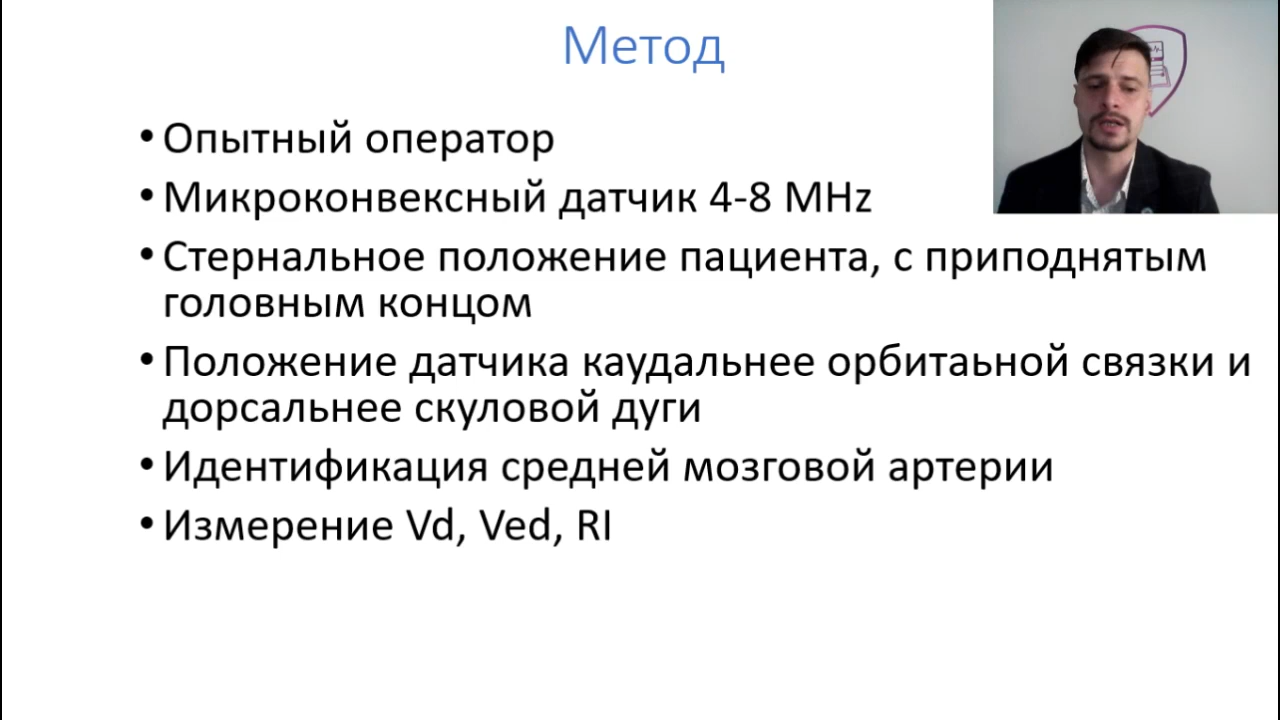 Метод
• Опытный оператор
• Микроконвексный датчик 4-8 MHz
• Стернальное положение пациента, с приподнятым
головным концом
• Положение датчика каудальнее орбитаьной связки и
дорсальнее скуловой дуги
• Идентификация средней мозговой артерии
• Измерение Vd, Ved, RI